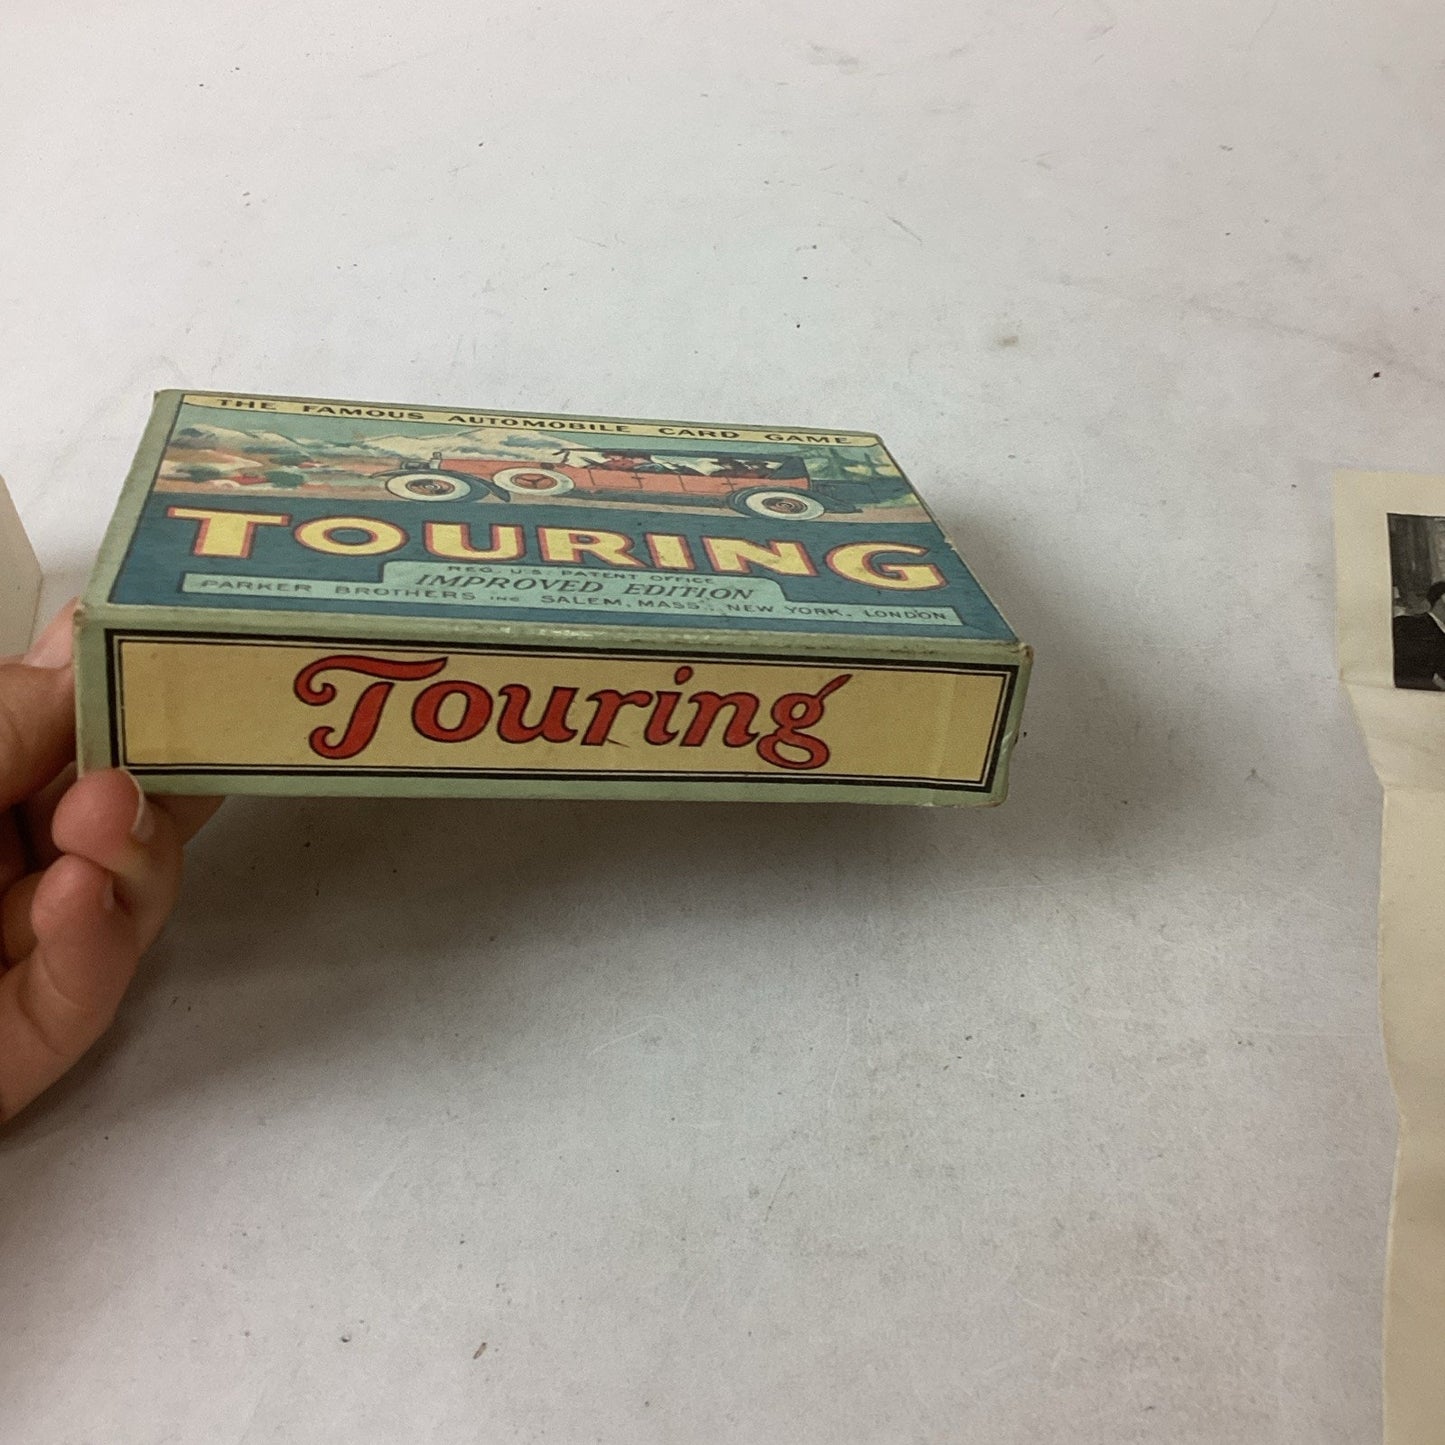 THE FAMOUS AUTOMOBILE CARD GAME
TOURING
REG. U.S. PATENT OFFICE
IMPROVED EDITION
PARKER BROTHERS INC SALEM, MASS., NEW YORK, LONDON
Touring